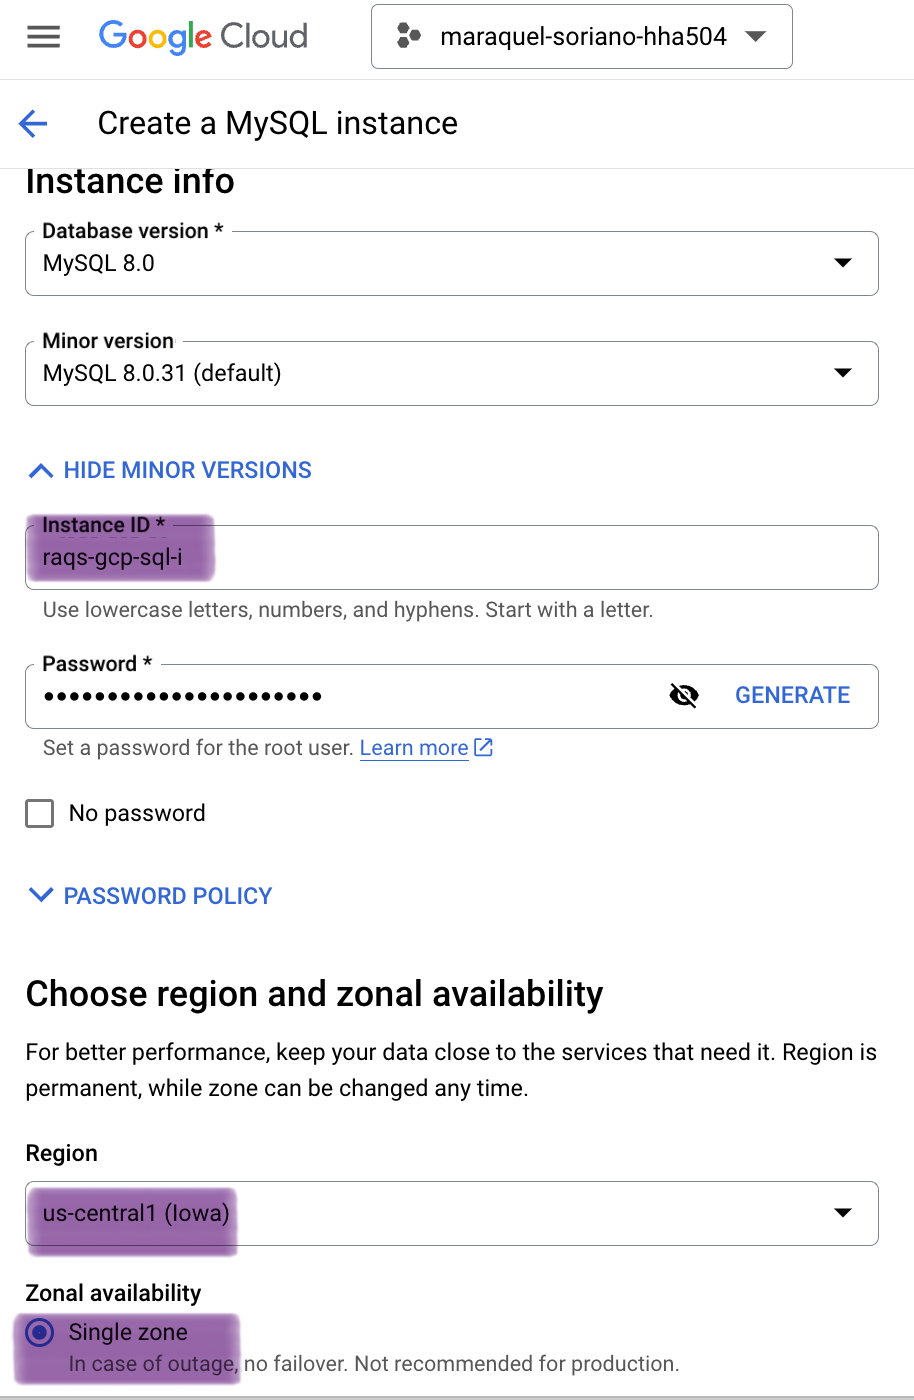 Google Cloud
maraquel-soriano-hha504
Create a MySQL instance
Instance info
Database version *
MySQL 8.0
Minor version
MySQL 8.0.31 (default)
HIDE MINOR VERSIONS
Instance ID *
raqs-gcp-sql-i
Use lowercase letters, numbers, and hyphens. Start with a letter.
Password *
••••••••••••••••••••••
GENERATE
Set a password for the root user. Learn more
No password
PASSWORD POLICY
Choose region and zonal availability
For better performance, keep your data close to the services that need it. Region is
permanent, while zone can be changed any time.
Region
us-central1 (Iowa)
Zonal availability
Single zone
In case of outage, no failover. Not recommended for production.